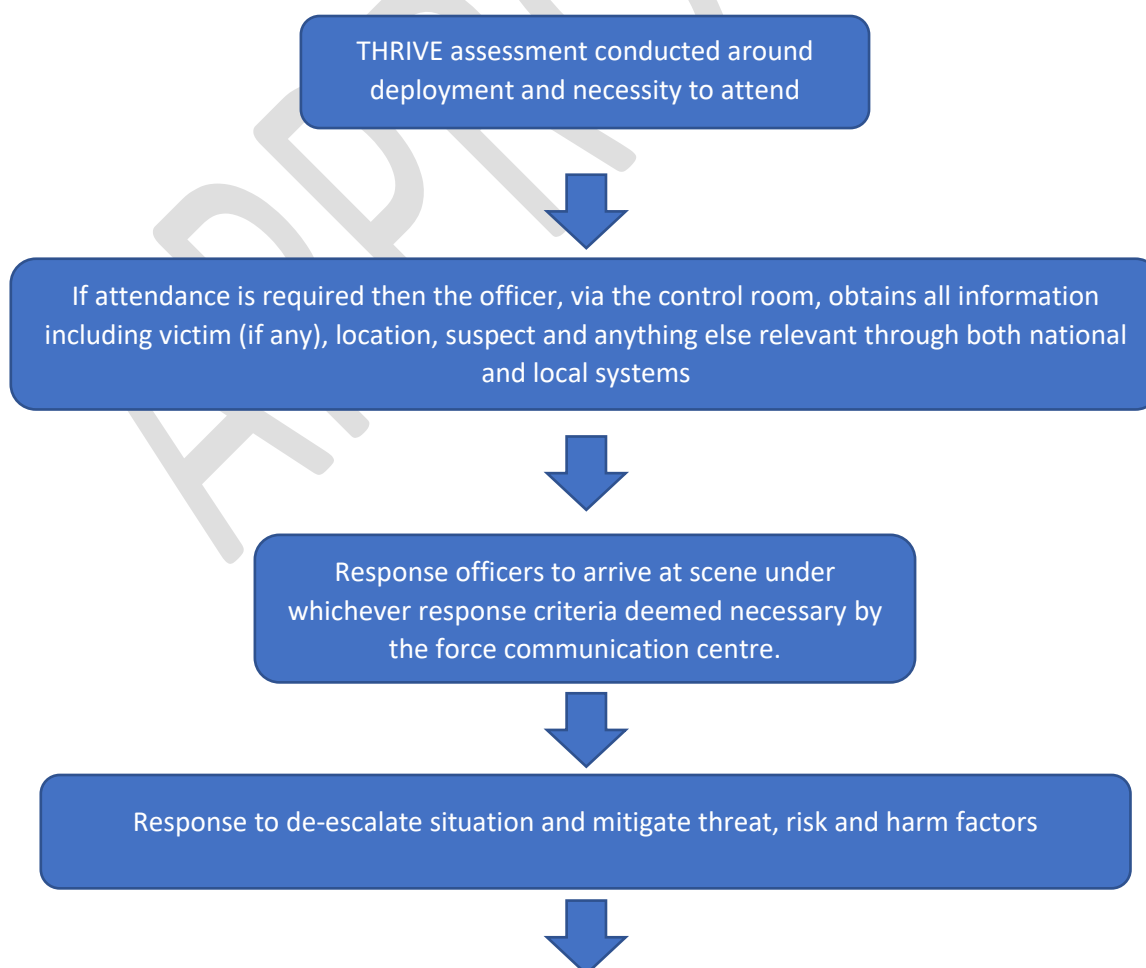 THRIVE assessment conducted around
deployment and necessity to attend
If attendance is required then the officer, via the control room, obtains all information
including victim (if any), location, suspect and anything else relevant through both national
and local systems
Response officers to arrive at scene under
whichever response criteria deemed necessary by
the force communication centre.
Response to de-escalate situation and mitigate threat, risk and harm factors